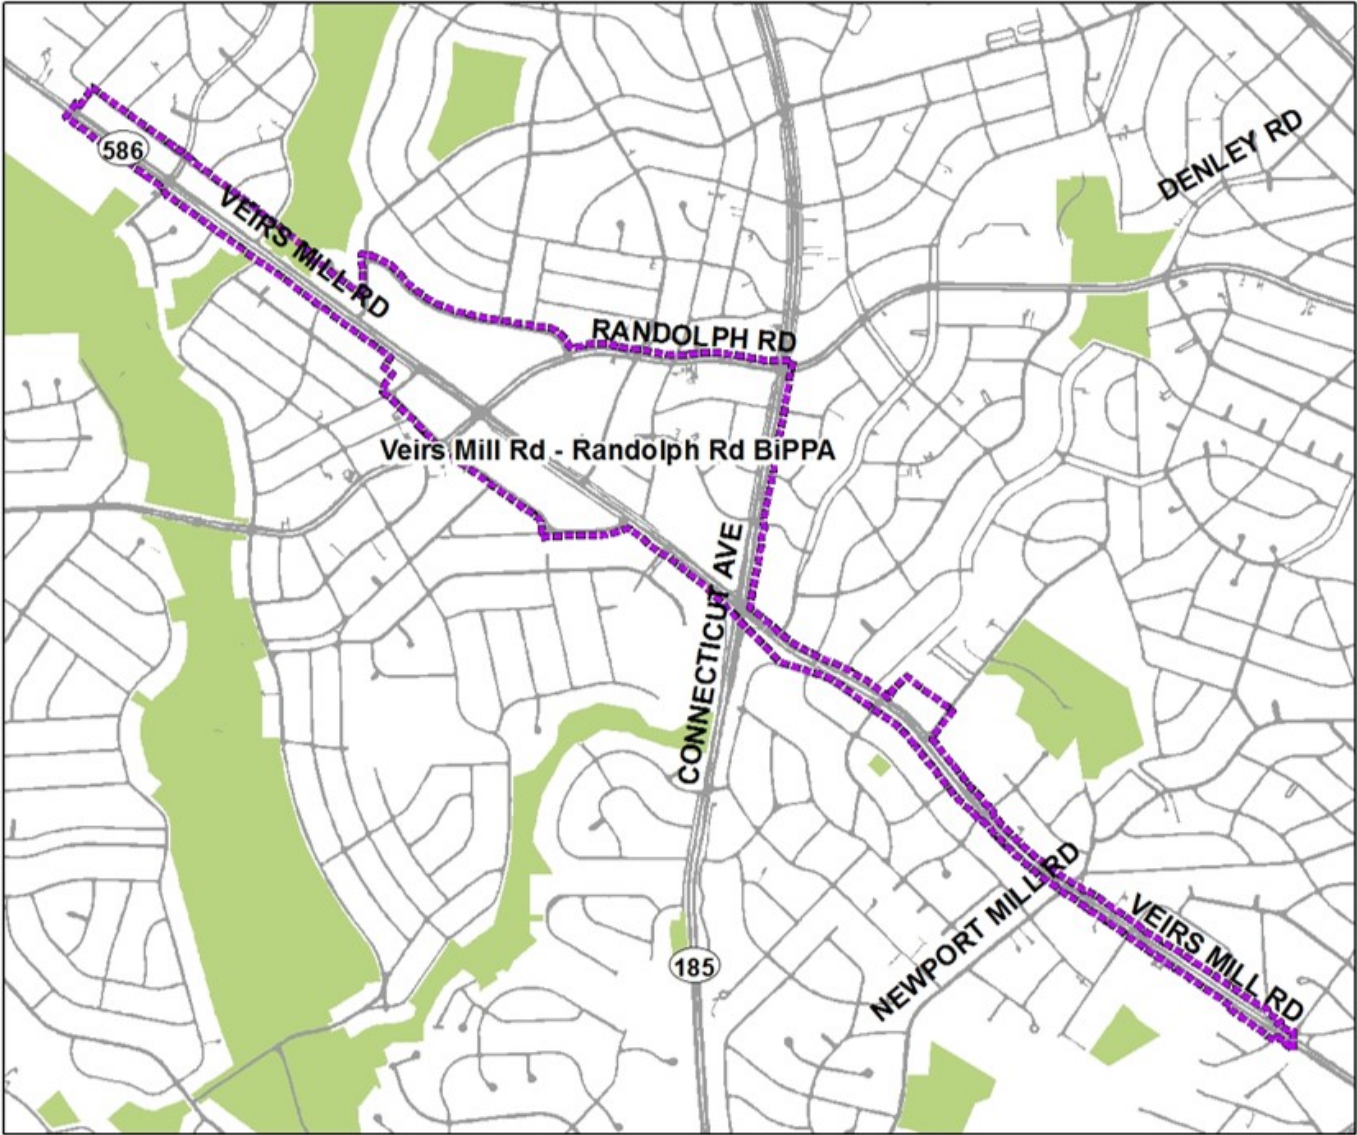 DENLEY RD
586
VEIRS MILL RD
RANDOLPH RD
Veirs Mill Rd - Randolph Rd BiPPA
CONNECTICUT AVE
NEWPORT MILL RD
VEIRS MILL RD
185